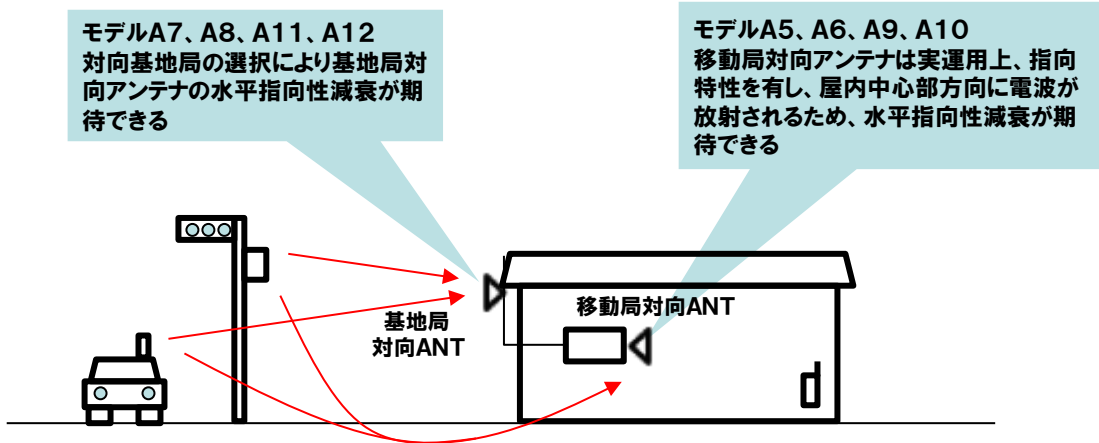 モデルA7、A8、A11、A12
対向基地局の選択により基地局対
向アンテナの水平指向性減衰が期
待できる
モデルA5、A6、A9、A10
移動局対向アンテナは実運用上、指向
特性を有し、屋内中心部方向に電波が
放射されるため、水平指向性減衰が期
待できる
基地局
対向ANT
移動局対向ANT